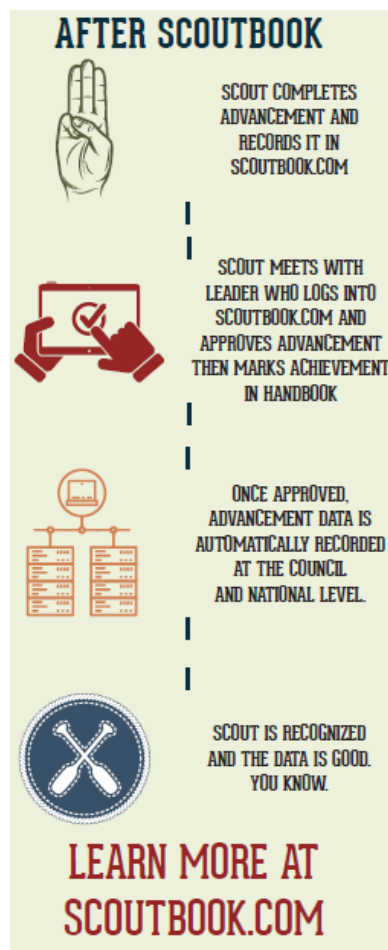 AFTER SCOUTBOOK
SCOUT COMPLETES
ADVANCEMENT AND
RECORDS IT IN
SCOUTBOOK.COM
SCOUT MEETS WITH
LEADER WHO LOGS INTO
SCOUTBOOK.COM AND
APPROVES ADVANCEMENT
THEN MARKS ACHIEVEMENT
IN HANDBOOK
ONCE APPROVED,
ADVANCEMENT DATA IS
AUTOMATICALLY RECORDED
AT THE COUNCIL
AND NATIONAL LEVEL.
SCOUT IS RECOGNIZED
AND THE DATA IS GOOD.
YOU KNOW.
LEARN MORE AT
SCOUTBOOK.COM